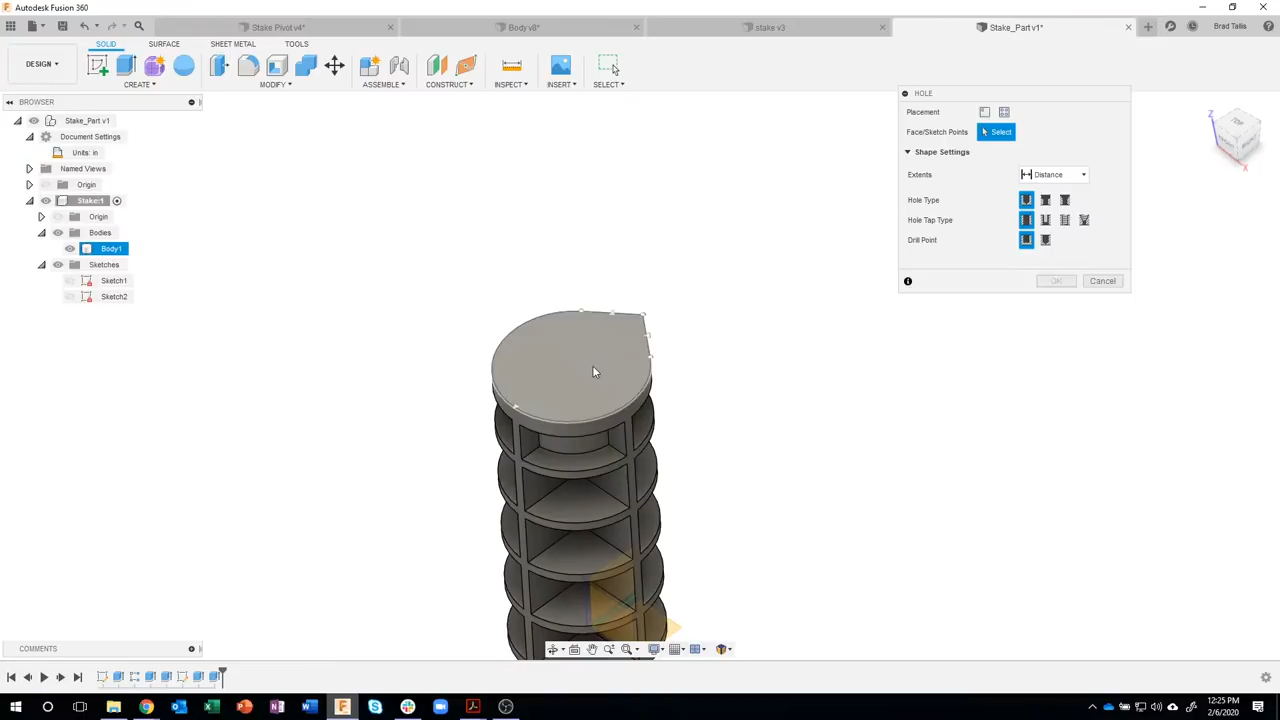 Autodesk Fusion 360
Stake Pivot v4*
Body v8*
stake v3
Stake_Part v1*
Brad Tallis
DESIGN
SOLID
SURFACE
SHEET METAL
TOOLS
CREATE
MODIFY
ASSEMBLE
CONSTRUCT
INSPECT
INSERT
SELECT
BROWSER
Stake_Part v1
Document Settings
Units: in
Named Views
Origin
Stake:1
Origin
Bodies
Body1
Sketches
Sketch1
Sketch2
HOLE
Placement
Face/Sketch Points
Select
Shape Settings
Extents
Distance
Hole Type
Hole Tap Type
Drill Point
OK
Cancel
Z
X
COMMENTS
12:25 PM
2/6/2020